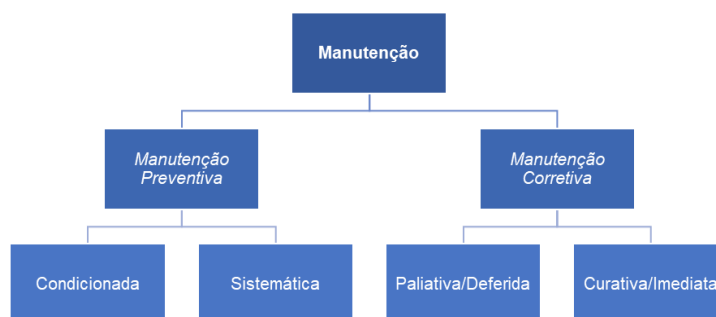 Manutenção
Manutenção
Preventiva
Manutenção
Corretiva
Condicionada
Sistemática
Paliativa/Deferida
Curativa/Imediata